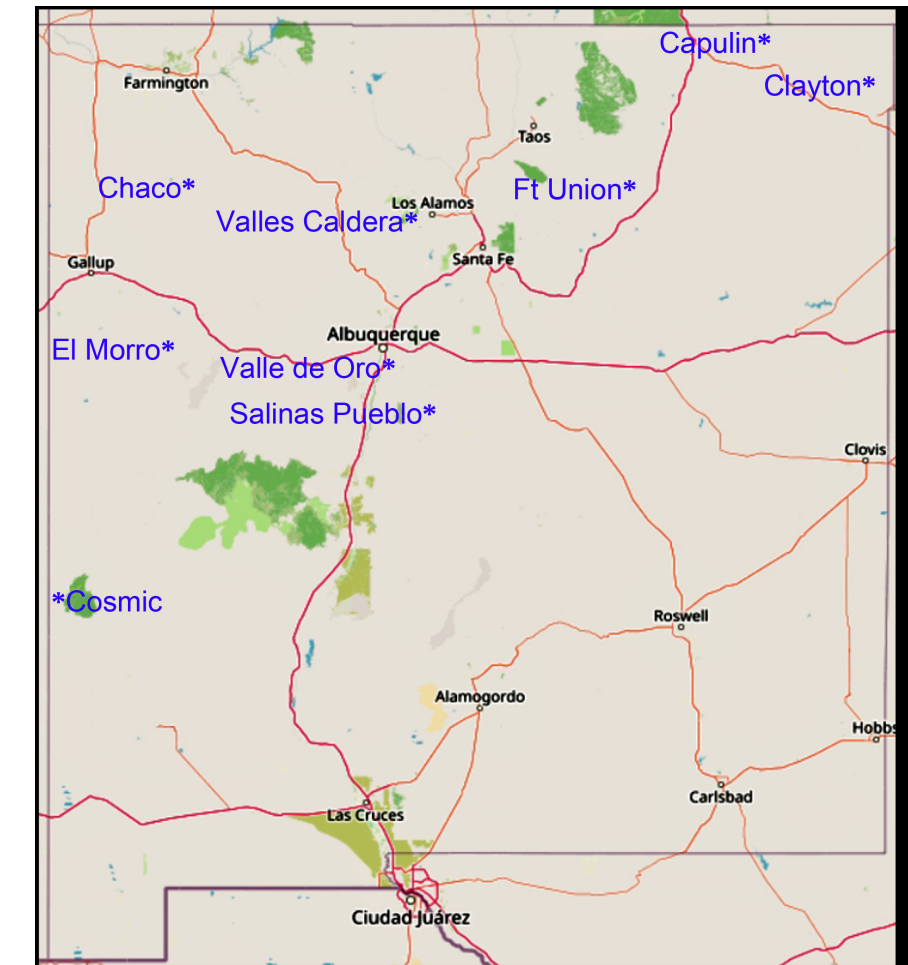 Capulin*
Farmington
Clayton*
Taos
Chaco*
Ft Union*
Los Alamos
Valles Caldera*
Santa Fe
Gallup
Albuquerque
El Morro*
Valle de Oro*
Salinas Pueblo*
Clovis
*Cosmic
Roswell
Alamogordo
Hobbs
Carlsbad
Las Cruces
Ciudad Juárez